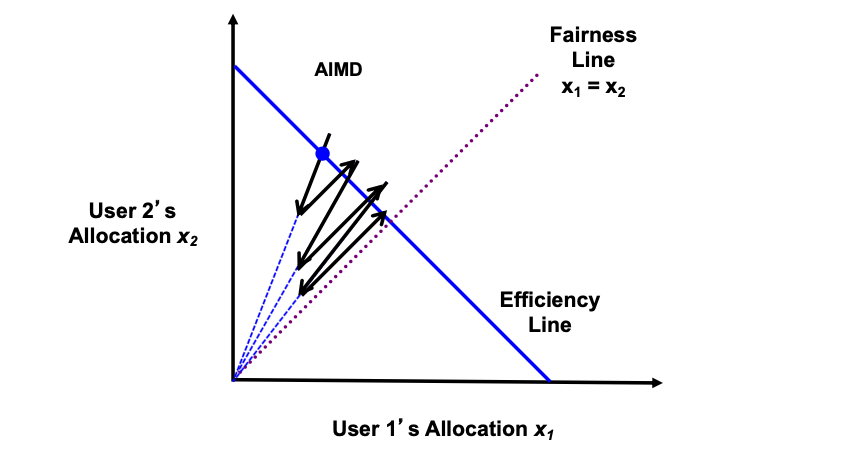 AIMD
Fairness
Line
x1 = x2
User 2’s
Allocation x2
Efficiency
Line
User 1’s Allocation x1